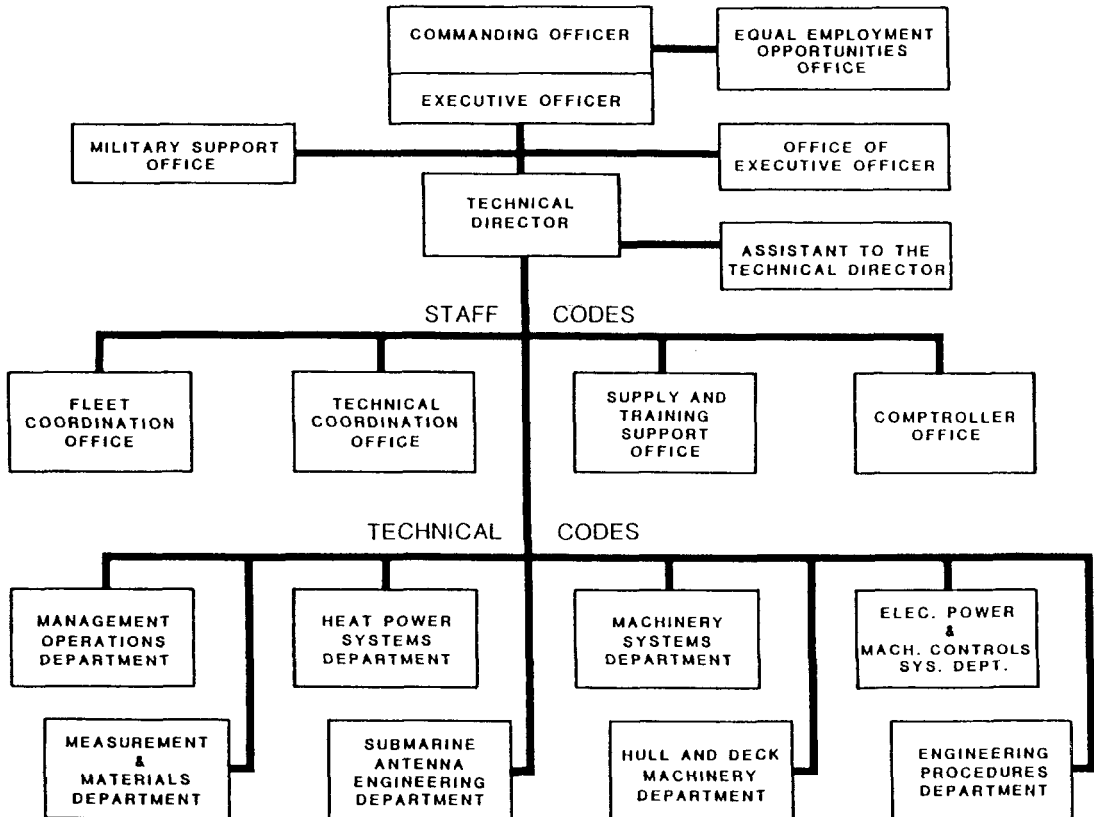 COMMANDING OFFICER
EQUAL EMPLOYMENT
OPPORTUNITIES
OFFICE
EXECUTIVE OFFICER
MILITARY SUPPORT
OFFICE
OFFICE OF
EXECUTIVE OFFICER
TECHNICAL
DIRECTOR
ASSISTANT TO THE
TECHNICAL DIRECTOR
STAFF CODES
FLEET
COORDINATION
OFFICE
TECHNICAL
COORDINATION
OFFICE
SUPPLY AND
TRAINING
SUPPORT
OFFICE
COMPTROLLER
OFFICE
TECHNICAL CODES
MANAGEMENT
OPERATIONS
DEPARTMENT
HEAT POWER
SYSTEMS
DEPARTMENT
MACHINERY
SYSTEMS
DEPARTMENT
ELEC. POWER
&
MACH. CONTROLS
SYS. DEPT.
MEASUREMENT
&
MATERIALS
DEPARTMENT
SUBMARINE
ANTENNA
ENGINEERING
DEPARTMENT
HULL AND DECK
MACHINERY
DEPARTMENT
ENGINEERING
PROCEDURES
DEPARTMENT